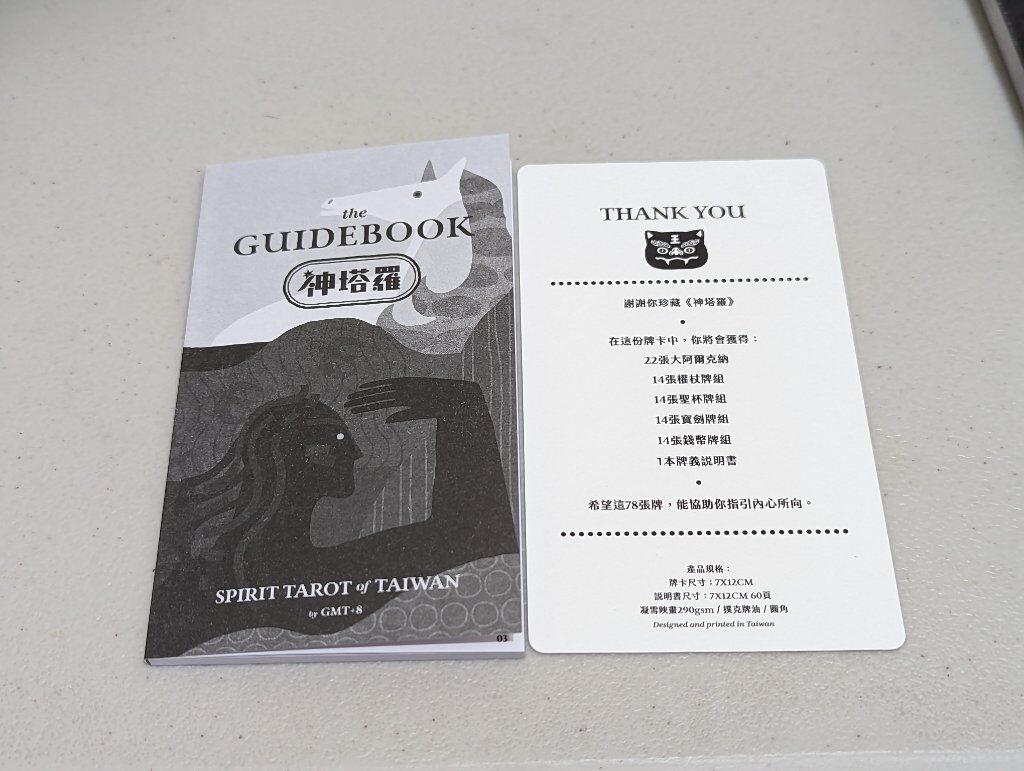 the
GUIDEBOOK
神塔羅
SPIRIT TAROT of TAIWAN
by GMT+8
03
THANK YOU
王
謝謝你珍藏《神塔羅》
•
在這份牌卡中，你將會獲得：
22張大阿爾克納
14張權杖牌組
14張聖杯牌組
14張寶劍牌組
14張錢幣牌組
1本牌義説明書
•
希望這78張牌，能協助你指引內心所向。
產品規格：
牌卡尺寸；7X12CM
説明書尺寸：7X12CM 60頁
凝雪映畫290gsm / 撲克牌油 / 圓角
Designed and printed in Taiwan